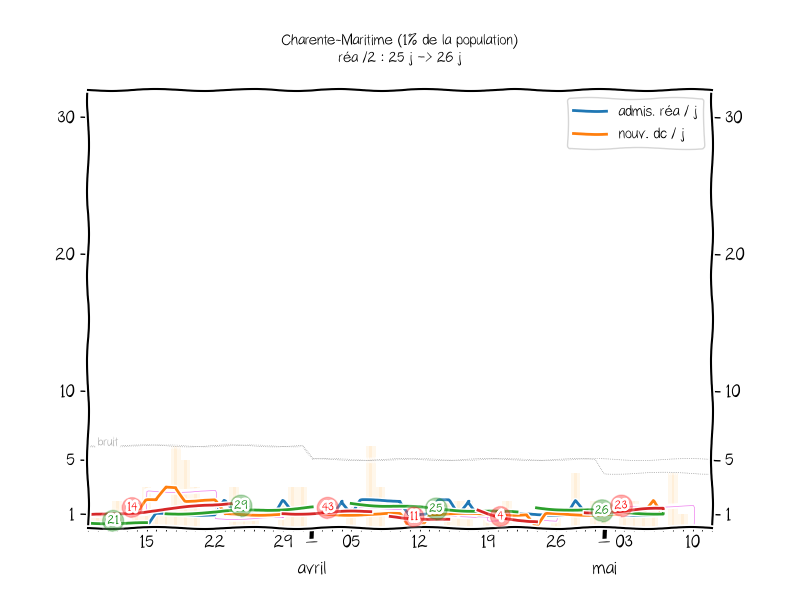 Charente-Maritime (1% de la population)
réa /2 : 25 j -> 26 j
admis. réa / j
nouv. dc / j
30 30
20 20
10 10
bruit
5 5
1 1
21 14 29 43 11 25 4 26 23
15 22 29 05 12 19 26 03 10
avril mai